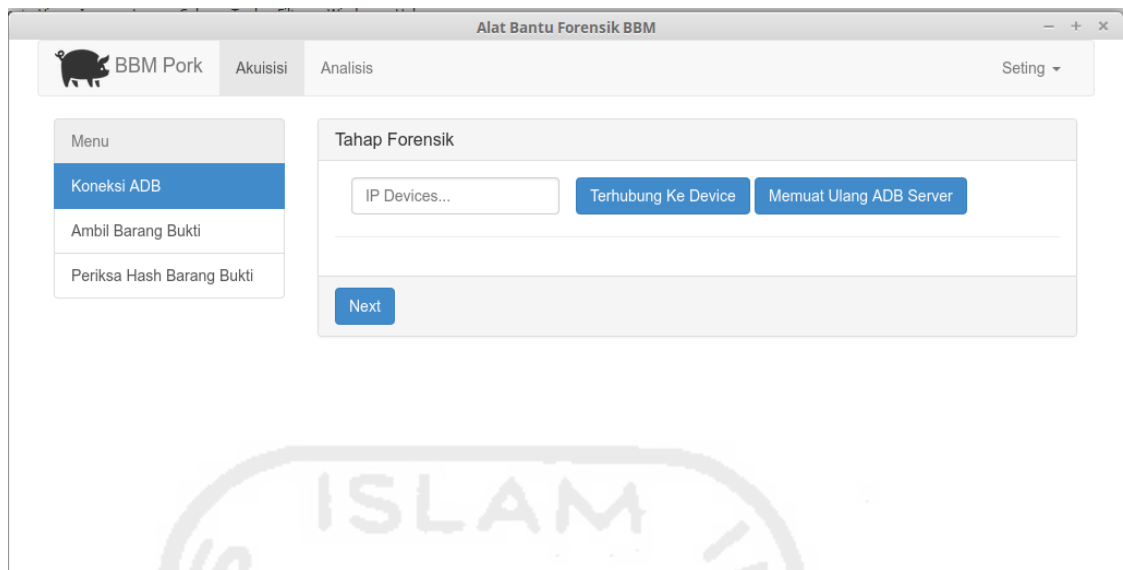 Alat Bantu Forensik BBM
BBM Pork Akuisisi Analisis Seting
Menu
Koneksi ADB
Ambil Barang Bukti
Periksa Hash Barang Bukti
Tahap Forensik
IP Devices... Terhubung Ke Device Memuat Ulang ADB Server
Next
ISLAM